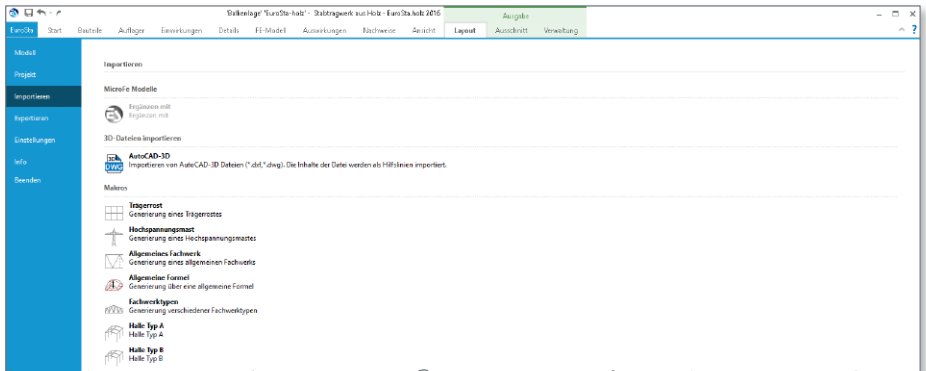 'Balkenlage' 'EuroSta-holz' - Stabtragwerk aus Holz - EuroSta.holz 2016
Ausgabe
EuroSta Start Bauteile Auflager Einwirkungen Details FE-Modell Auswirkungen Nachweise Ansicht Layout Ausschnitt Verwaltung
?
Modell
Projekt
Importieren
Exportieren
Einstellungen
Info
Beenden
Importieren
MicroFe Modelle
Ergänzen mit
Ergänzen mit
3D-Dateien importieren
3D
DWG
AutoCAD-3D
Importieren von AutoCAD-3D Dateien (*.dxf,*.dwg). Die Inhalte der Datei werden als Hilfslinien importiert.
Makros
Trägerrost
Generierung eines Trägerrostes
Hochspannungsmast
Generierung eines Hochspannungsmastes
Allgemeines Fachwerk
Generierung eines allgemeinen Fachwerks
Allgemeine Formel
Generierung über eine allgemeine Formel
Fachwerktypen
Generierung verschiedener Fachwerktypen
Halle Typ A
Halle Typ A
Halle Typ B
Halle Typ B